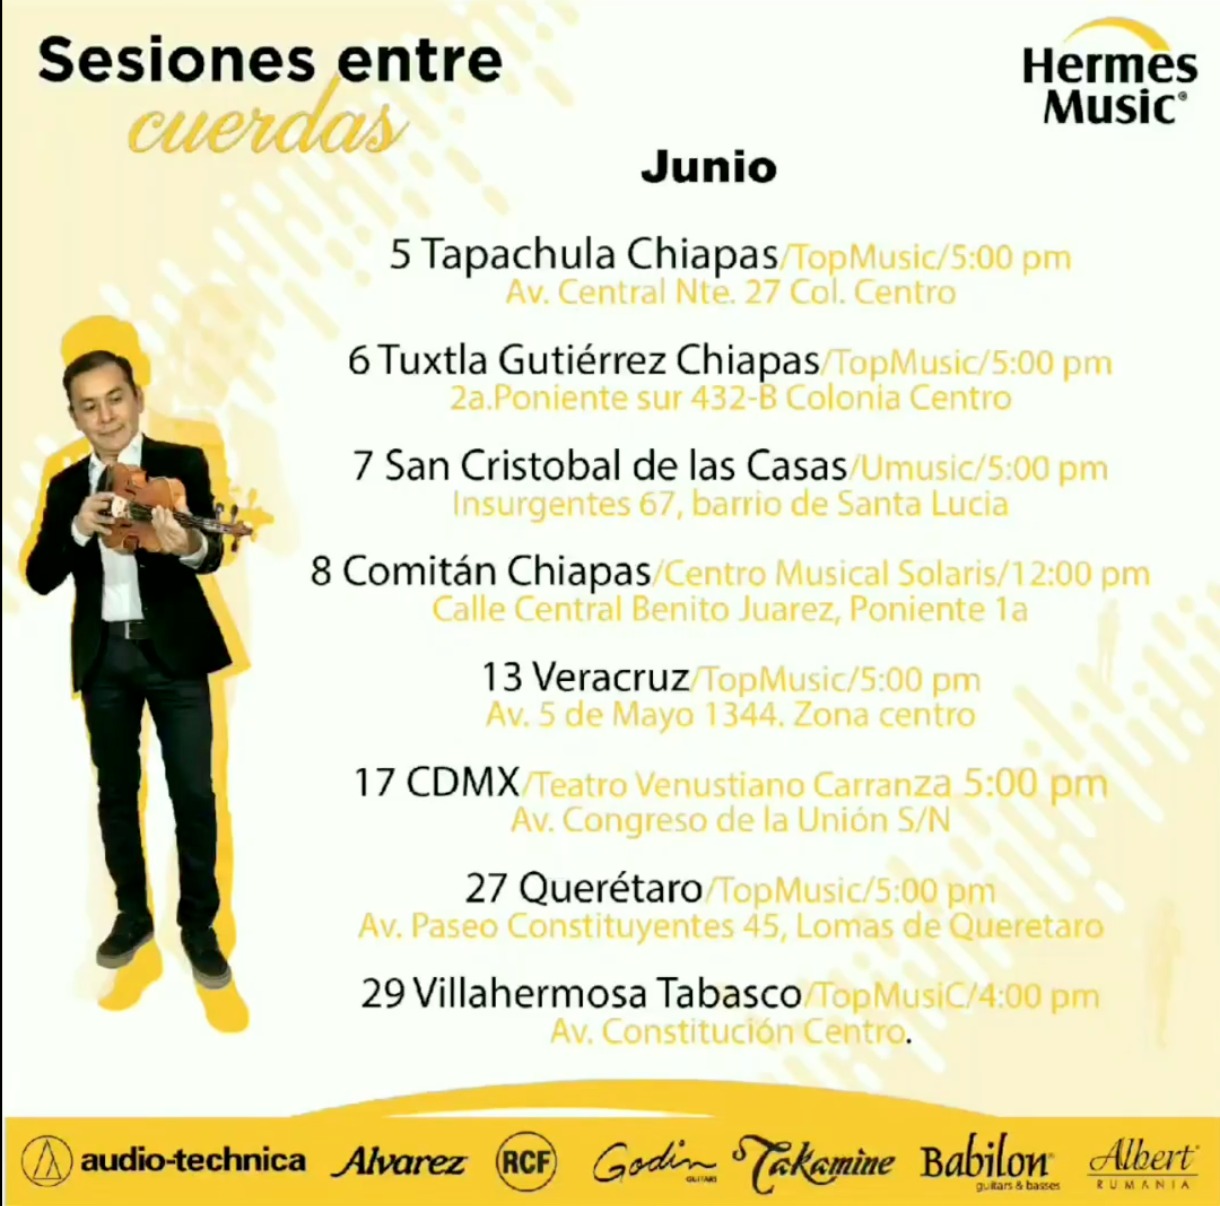 Sesiones entre
cuerdas
Hermes
Music®
Junio
5 Tapachula Chiapas/TopMusic/5:00 pm
Av. Central Nte. 27 Col. Centro
6 Tuxtla Gutiérrez Chiapas/TopMusic/5:00 pm
2a.Poniente sur 432-B Colonia Centro
7 San Cristobal de las Casas/Umusic/5:00 pm
Insurgentes 67, barrio de Santa Lucia
8 Comitán Chiapas/Centro Musical Solaris/12:00 pm
Calle Central Benito Juarez, Poniente 1a
13 Veracruz/TopMusic/5:00 pm
Av. 5 de Mayo 1344. Zona centro
17 CDMX/Teatro Venustiano Carranza 5:00 pm
Av. Congreso de la Unión S/N
27 Querétaro/TopMusic/5:00 pm
Av. Paseo Constituyentes 45, Lomas de Queretaro
29 Villahermosa Tabasco/TopMusiC/4:00 pm
Av. Constitución Centro.
audio-technica
Alvarez
RCF
Godin
GUITARS
Takamine
Babilon
guitars & basses
Albert®
RUMANIA